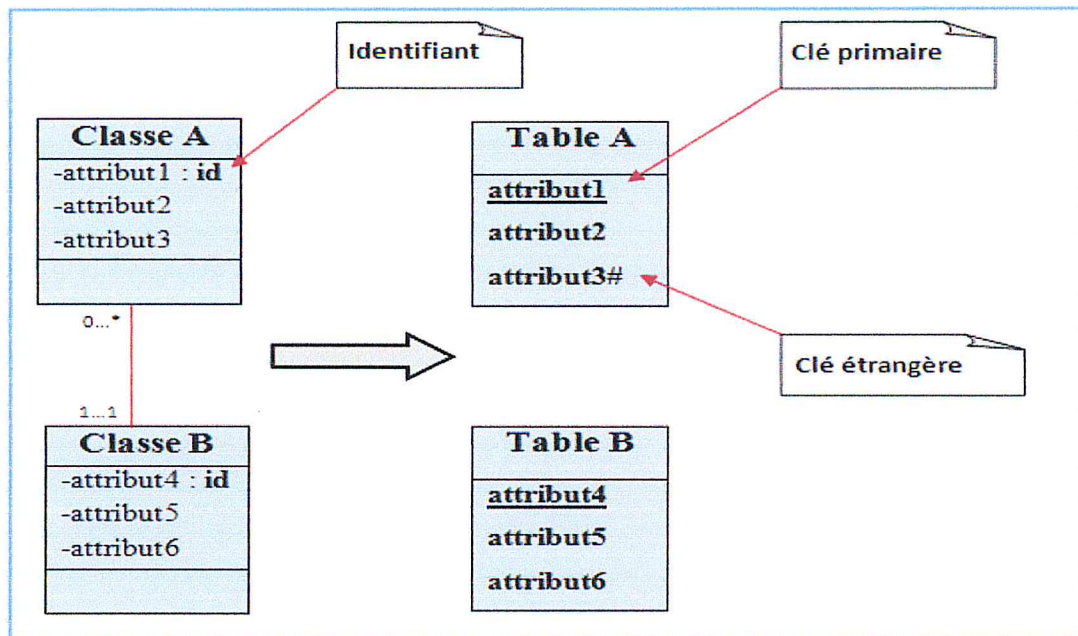 Identifiant
Clé primaire
Classe A
-attribut1 : id
-attribut2
-attribut3
Table A
attribut1
attribut2
attribut3#
0...*
Clé étrangère
1...1
Classe B
-attribut4 : id
-attribut5
-attribut6
Table B
attribut4
attribut5
attribut6